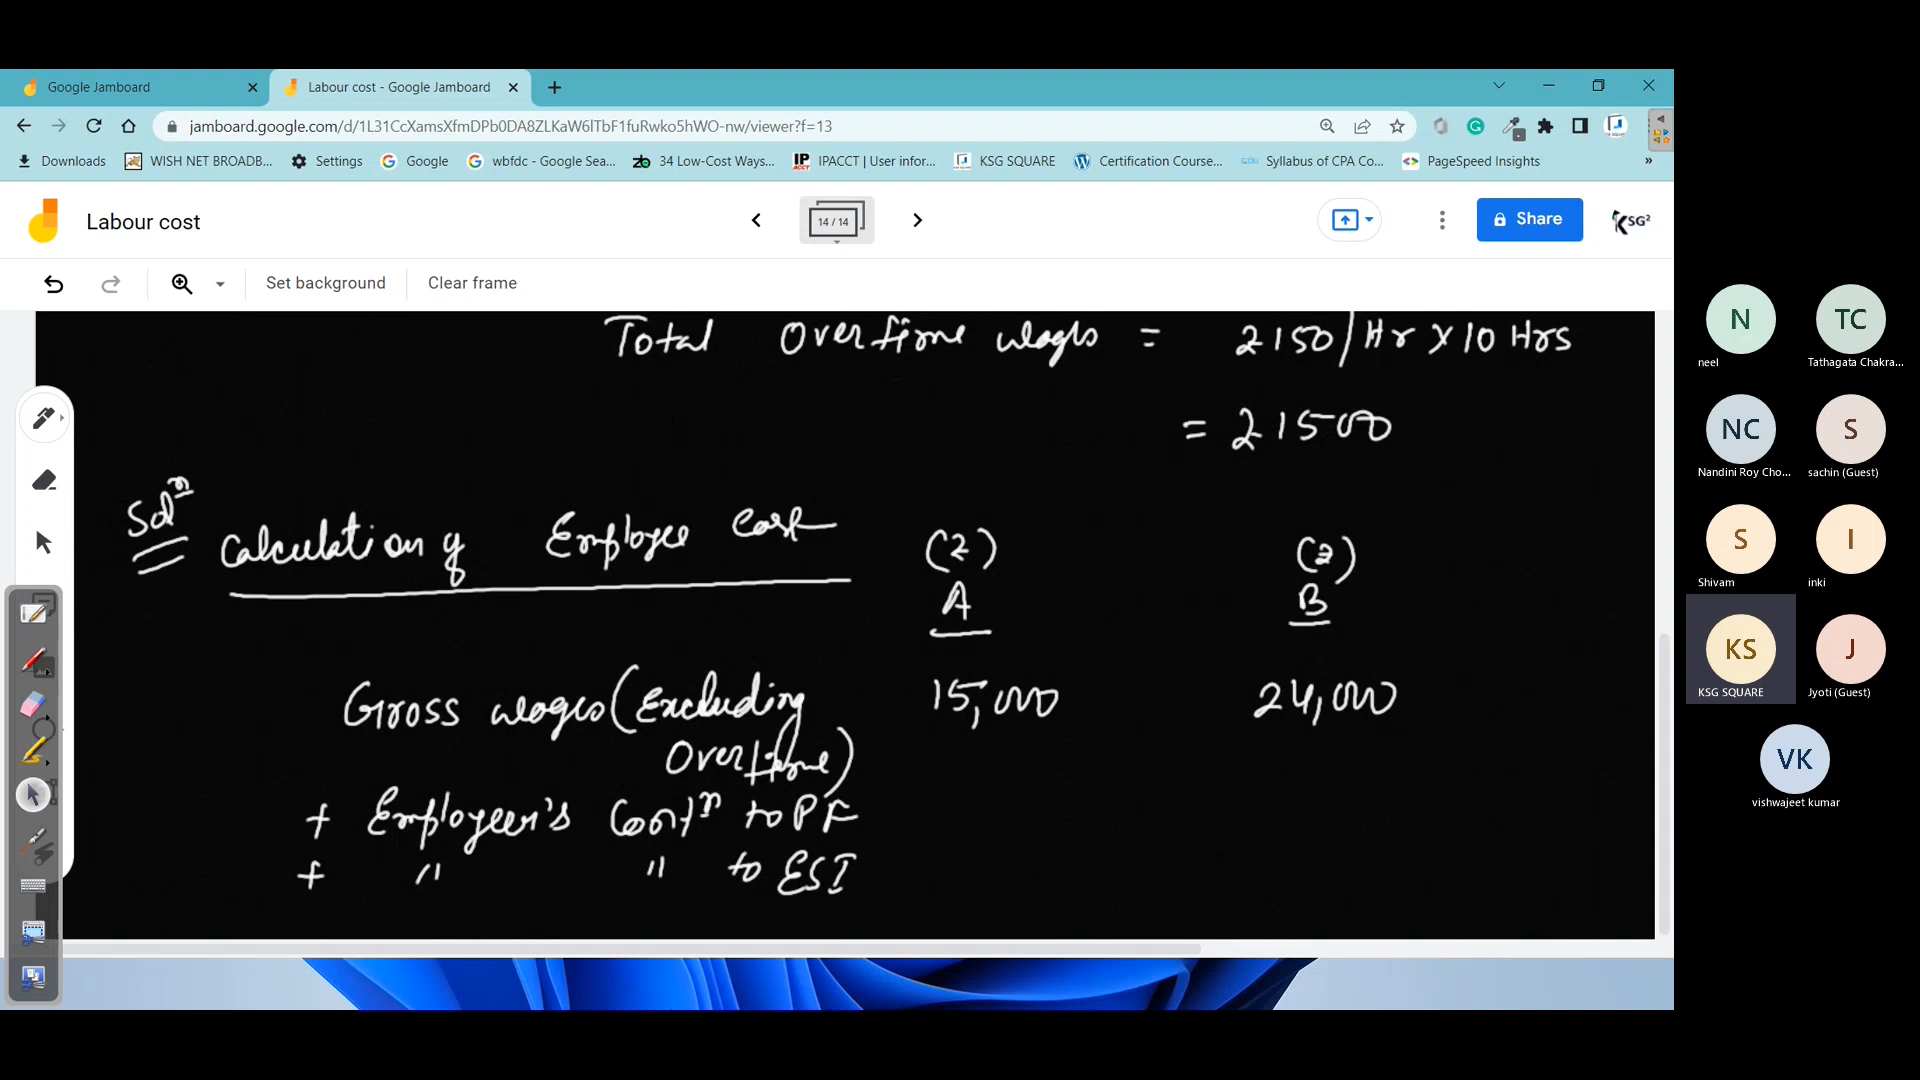 Google Jamboard
Labour cost - Google Jamboard
jamboard.google.com/d/1L31CcXamsXfmDPb0DA8ZLKaW6lTbF1fuRwko5hWO-nw/viewer?f=13
Downloads WISH NET BROADB... Settings Google wbfdc - Google Sea... 34 Low-Cost Ways... IPACCT | User infor... KSG SQUARE Certification Course... Syllabus of CPA Co... PageSpeed Insights »
Labour cost
14 / 14
Share
KSG²
Set background Clear frame
Total Overtime wages = 2150/Hr x 10 Hrs
= 21500
Solⁿ
Calculation of Employee Cost
(2) (2)
A B
Gross wages (Excluding 15,000 24,000
Overtime)
+ Employer's Contⁿ to PF
+ " " to ESI
N TC
neel Tathagata Chakra...
NC S
Nandini Roy Cho... sachin (Guest)
S I
Shivam inki
KS J
KSG SQUARE Jyoti (Guest)
VK
vishwajeet kumar